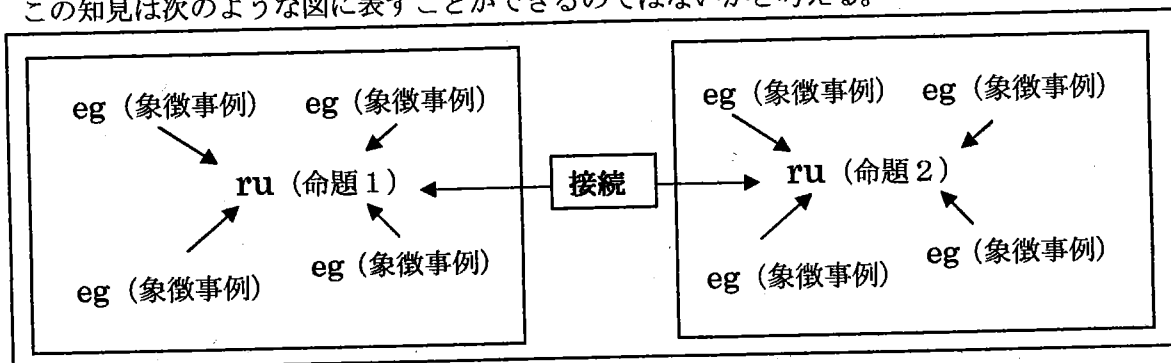 この知見は次のような図に表すことができるのではないかと考える。
eg（象徴事例） eg（象徴事例） eg（象徴事例） eg（象徴事例）
ru（命題１） 接続 ru（命題２）
eg（象徴事例） eg（象徴事例） eg（象徴事例） eg（象徴事例）